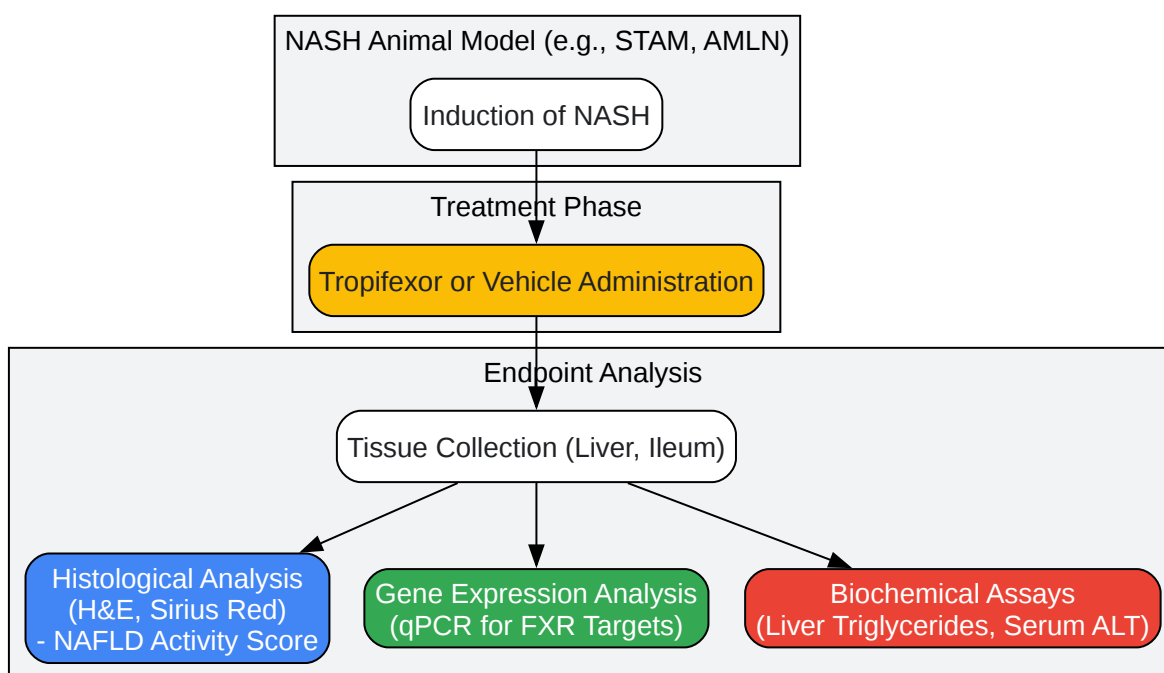 NASH Animal Model (e.g., STAM, AMLN)
Induction of NASH
Treatment Phase
Tropifexor or Vehicle Administration
Endpoint Analysis
Tissue Collection (Liver, Ileum)
Histological Analysis
(H&E, Sirius Red)
- NAFLD Activity Score
Gene Expression Analysis
(qPCR for FXR Targets)
Biochemical Assays
(Liver Triglycerides, Serum ALT)